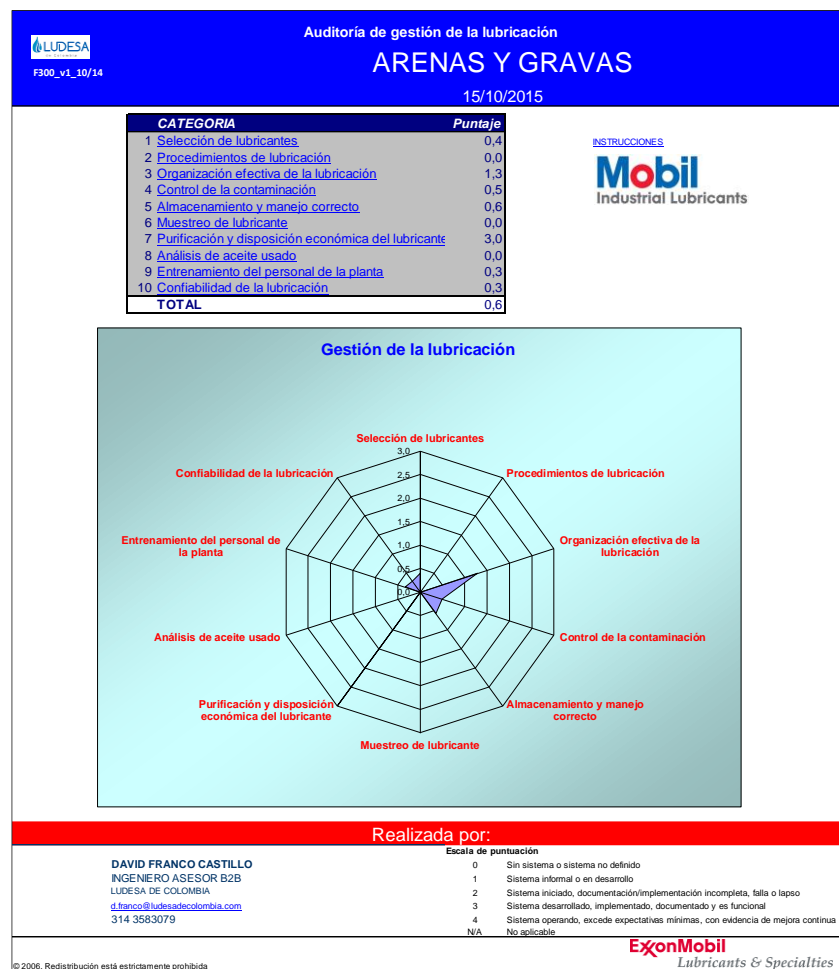 Auditoría de gestión de la lubricación
LUDESA
F300_v1_10/14
ARENAS Y GRAVAS
15/10/2015
CATEGORIA Puntaje
1 Selección de lubricantes 0,4
2 Procedimientos de lubricación 0,0
3 Organización efectiva de la lubricación 1,3
4 Control de la contaminación 0,5
5 Almacenamiento y manejo correcto 0,6
6 Muestreo de lubricante 0,0
7 Purificación y disposición económica del lubricante 3,0
8 Análisis de aceite usado 0,0
9 Entrenamiento del personal de la planta 0,3
10 Confiabilidad de la lubricación 0,3
TOTAL 0,6
INSTRUCCIONES
Mobil
Industrial Lubricants
Gestión de la lubricación
Selección de lubricantes
3,0
2,5
2,0
1,5
1,0
0,5
0,0
Procedimientos de lubricación
Organización efectiva de la
lubricación
Control de la contaminación
Almacenamiento y manejo
correcto
Muestreo de lubricante
Purificación y disposición
económica del lubricante
Análisis de aceite usado
Entrenamiento del personal de
la planta
Confiabilidad de la lubricación
Realizada por:
DAVID FRANCO CASTILLO
INGENIERO ASESOR B2B
LUDESA DE COLOMBIA
d.franco@ludesadecolombia.com
314 3583079
Escala de puntuación
0 Sin sistema o sistema no definido
1 Sistema informal o en desarrollo
2 Sistema iniciado, documentación/implementación incompleta, falla o lapso
3 Sistema desarrollado, implementado, documentado y es funcional
4 Sistema operando, excede expectativas mínimas, con evidencia de mejora continua
N/A No aplicable
ExxonMobil
Lubricants & Specialties
© 2006. Redistribución está estrictamente prohibida